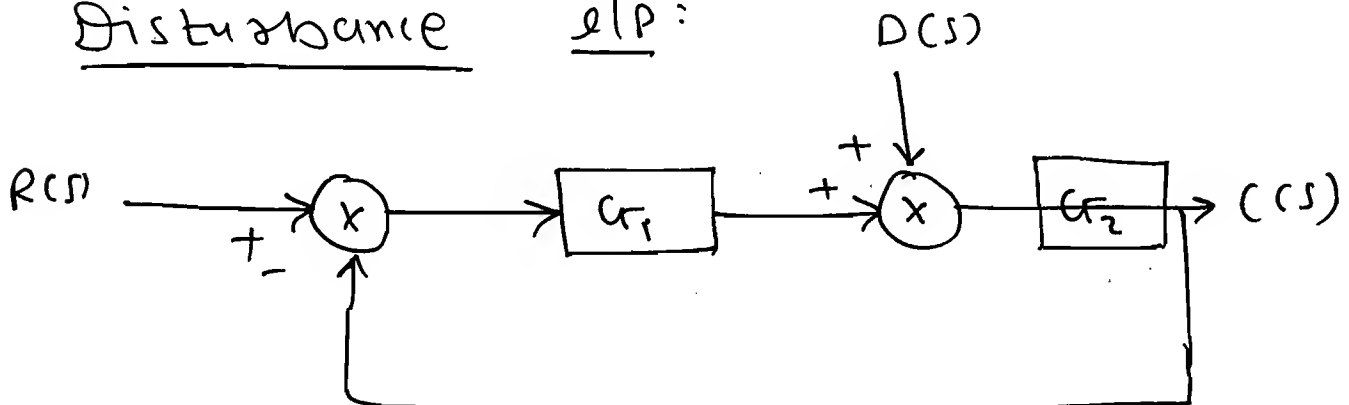 Disturbance I/P:
D(S)
+
R(S) + - X G₁ + X G₂ C(S)